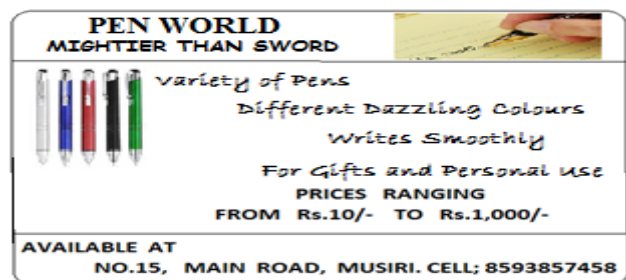 PEN WORLD
MIGHTIER THAN SWORD
Variety of Pens
Different Dazzling Colours
Writes Smoothly
For Gifts and Personal use
PRICES RANGING
FROM Rs.10/- TO Rs.1,000/-
AVAILABLE AT
NO.15, MAIN ROAD, MUSIRI. CELL; 8593857458